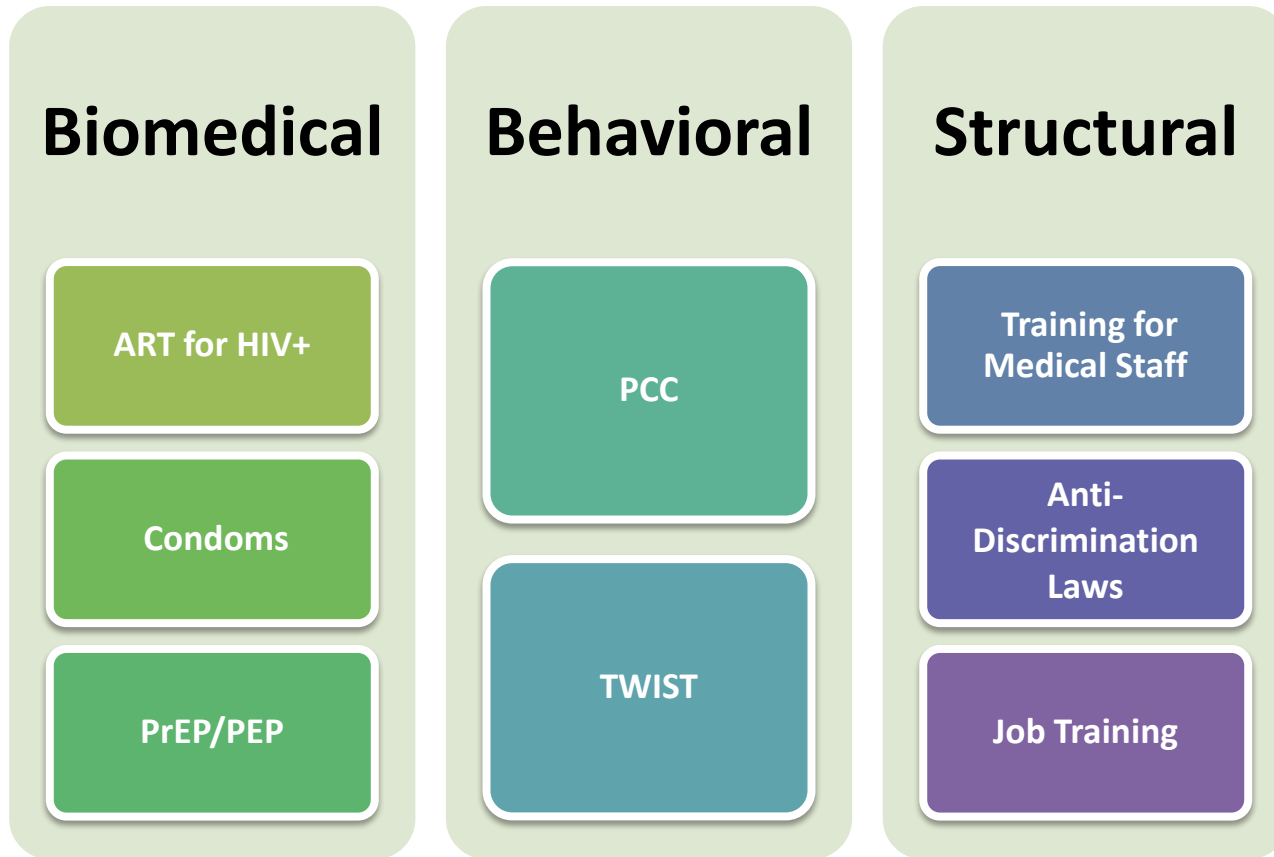 Biomedical
ART for HIV+
Condoms
PrEP/PEP
Behavioral
PCC
TWIST
Structural
Training for
Medical Staff
Anti-
Discrimination
Laws
Job Training